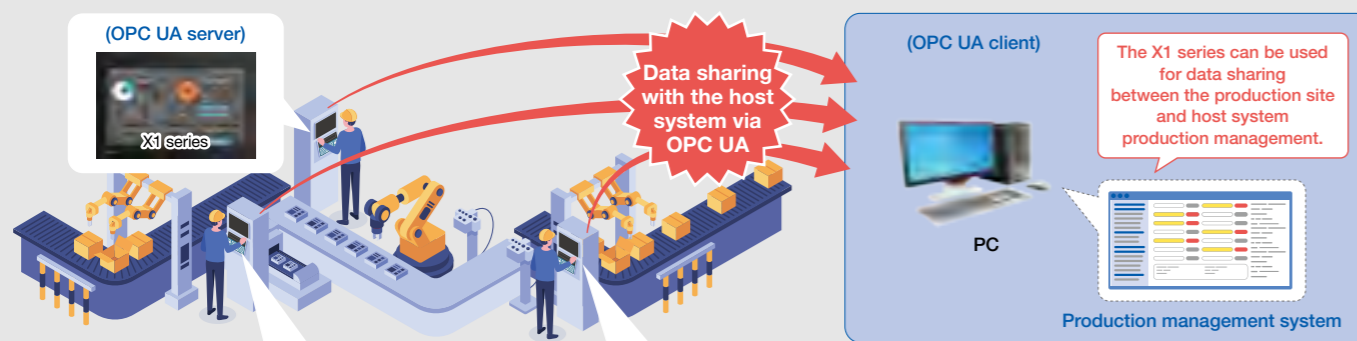 (OPC UA server)
X1 series
Data sharing
with the host
system via
OPC UA
(OPC UA client)
PC
The X1 series can be used
for data sharing
between the production site
and host system
production management.
Production management system